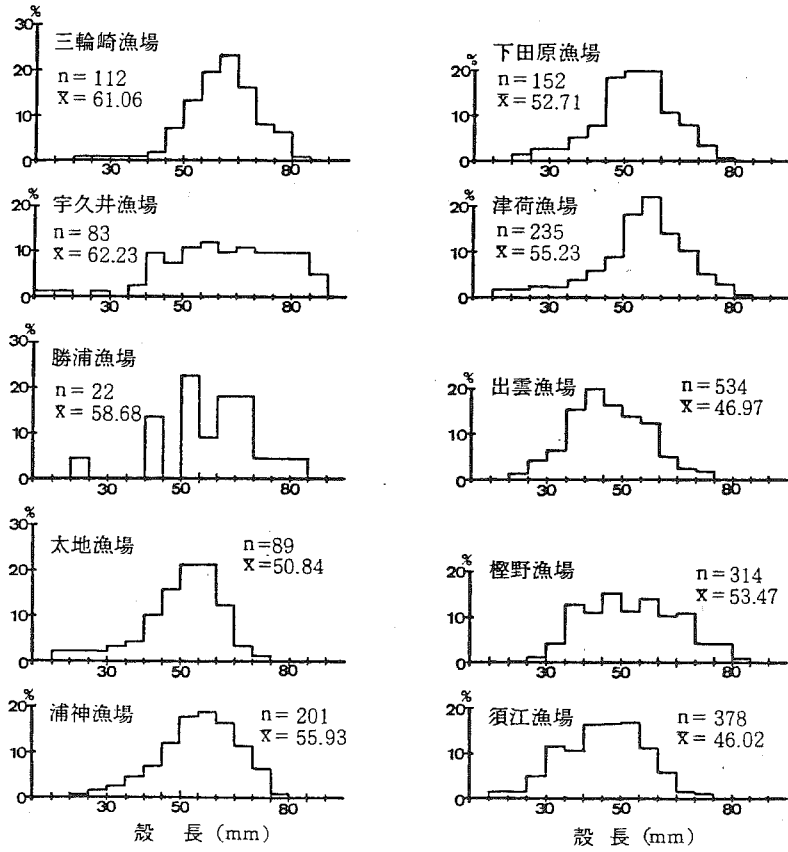 %
30
20
10
三輪崎漁場
n=112
x̄=61.06
30 50 80
%
20
10
0
宇久井漁場
n=83
x̄=62.23
30 50 80
30
20
10
0
勝浦漁場
n=22
x̄=58.68
30 50 80
%
30
20
10
0
太地漁場
n=89
x̄=50.84
30 50 80
%
20
10
0
浦神漁場
n=201
x̄=55.93
30 50 80
殻 長 (mm)
20
10
下田原漁場
n=152
x̄=52.71
30 50 80
%
20
10
0
津荷漁場
n=235
x̄=55.23
30 50 80
%
20
10
0
出雲漁場
n=534
x̄=46.97
30 50 80
%
20
10
0
樫野漁場
n=314
x̄=53.47
30 50 80
%
20
10
0
須江漁場
n=378
x̄=46.02
30 50 80
殻 長 (mm)